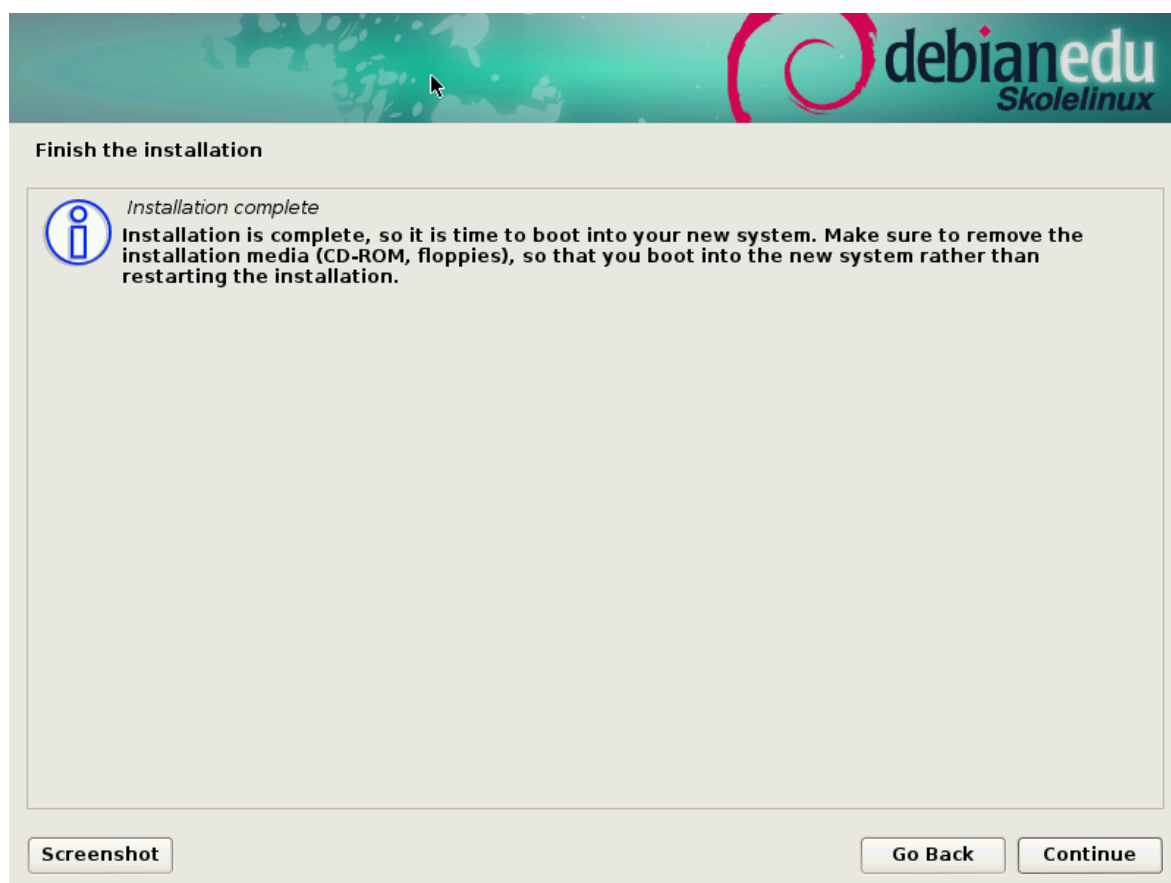 debianedu
Skolelinux
Finish the installation
Installation complete
Installation is complete, so it is time to boot into your new system. Make sure to remove the
installation media (CD-ROM, floppies), so that you boot into the new system rather than
restarting the installation.
Screenshot
Go Back
Continue